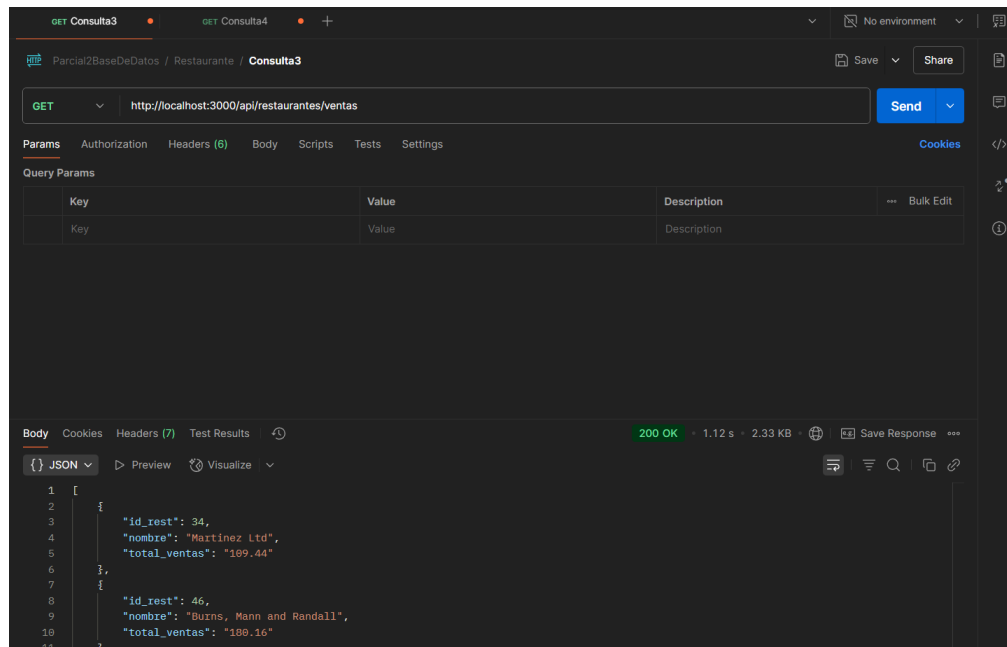 GET Consulta3 GET Consulta4 + No environment
HTTP Parcial2BaseDeDatos / Restaurante / Consulta3 Save Share
GET http://localhost:3000/api/restaurantes/ventas Send
Params Authorization Headers (6) Body Scripts Tests Settings Cookies
Query Params
Key Value Description Bulk Edit
Key Value Description
Body Cookies Headers (7) Test Results 200 OK 1.12 s 2.33 KB e.g. Save Response
{} JSON Preview Visualize
1 [
2 {
3 "id_rest": 34,
4 "nombre": "Martinez Ltd",
5 "total_ventas": "109.44"
6 },
7 {
8 "id_rest": 46,
9 "nombre": "Burns, Mann and Randall",
10 "total_ventas": "180.16"